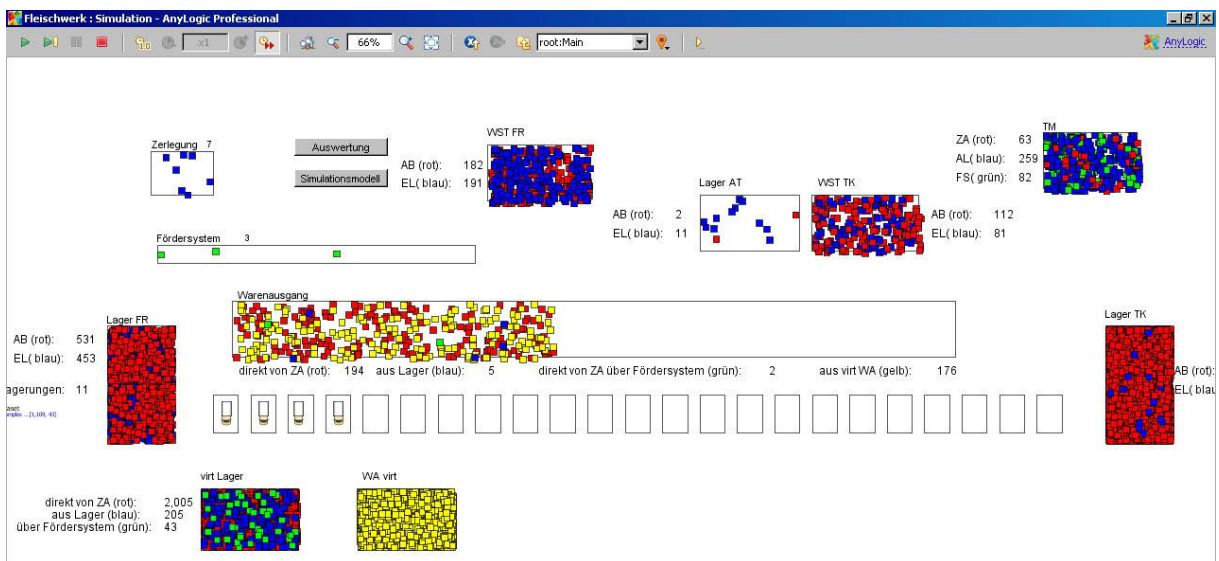 Fleischwerk : Simulation - AnyLogic Professional
x1
66%
root:Main
AnyLogic
Zerlegung 7
Auswertung
Simulationsmodell
WST FR
AB (rot): 182
EL( blau): 191
TM
ZA (rot): 63
AL( blau): 259
FS( grün): 82
Lager AT
AB (rot): 2
EL( blau): 11
WST TK
AB (rot): 112
EL( blau): 81
Fördersystem 3
Warenausgang
direkt von ZA (rot): 194 aus Lager (blau): 5 direkt von ZA über Fördersystem (grün): 2 aus virt WA (gelb): 176
Lager FR
AB (rot): 531
EL( blau): 453
agerungen: 11
Lager TK
AB (rot):
EL( blau
virt Lager
direkt von ZA (rot): 2,005
aus Lager (blau): 205
über Fördersystem (grün): 43
WA virt